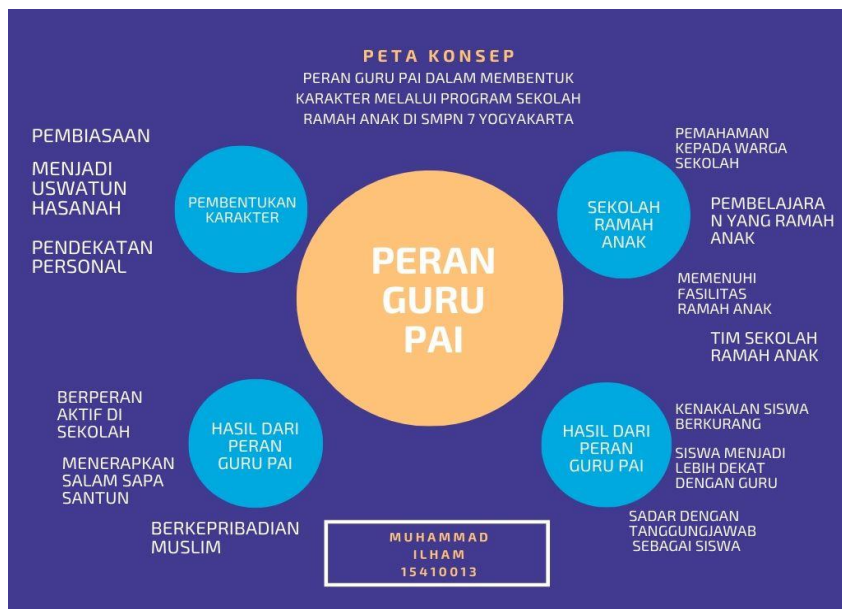 PETA KONSEP
PERAN GURU PAI DALAM MEMBENTUK
KARAKTER MELALUI PROGRAM SEKOLAH
RAMAH ANAK DI SMPN 7 YOGYAKARTA
PEMBIASAAN
MENJADI
USWATUN
HASANAH
PENDEKATAN
PERSONAL
PEMBENTUKAN
KARAKTER
PERAN
GURU
PAI
SEKOLAH
RAMAH
ANAK
PEMAHAMAN
KEPADA WARGA
SEKOLAH
PEMBELAJARA
N YANG RAMAH
ANAK
MEMENUHI
FASILITAS
RAMAH ANAK
TIM SEKOLAH
RAMAH ANAK
BERPERAN
AKTIF DI
SEKOLAH
MENERAPKAN
SALAM SAPA
SANTUN
BERKEPRIBADIAN
MUSLIM
HASIL DARI
PERAN
GURU PAI
HASIL DARI
PERAN
GURU PAI
KENAKALAN SISWA
BERKURANG
SISWA MENJADI
LEBIH DEKAT
DENGAN GURU
SADAR DENGAN
TANGGUNGJAWAB
SEBAGAI SISWA
MUHAMMAD
ILHAM
15410013